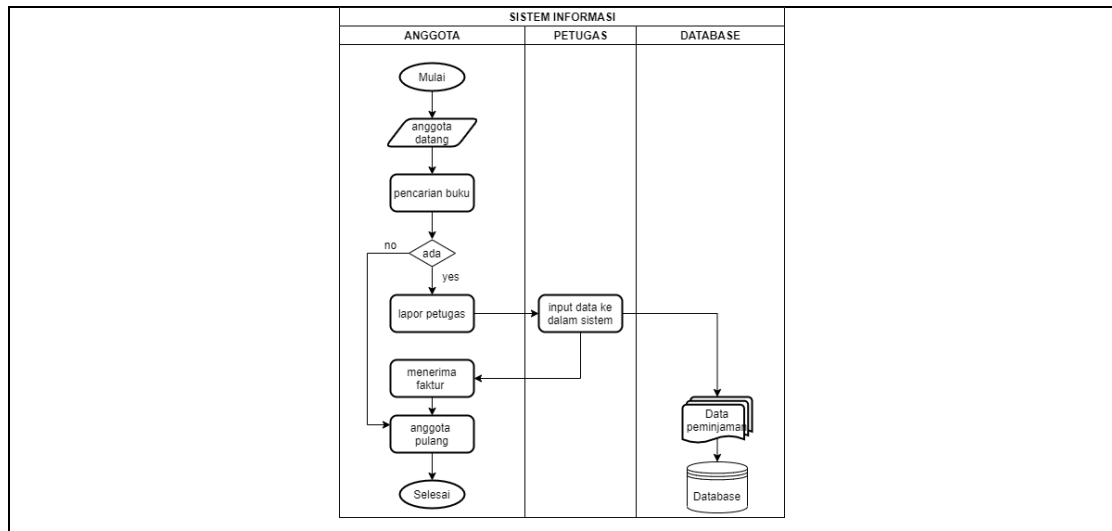 SISTEM INFORMASI
ANGGOTA
PETUGAS
DATABASE
Mulai
anggota
datang
pencarian buku
no
ada
yes
lapor petugas
input data ke
dalam sistem
menerima
faktur
Data
peminjaman
anggota
pulang
Selesai
Database